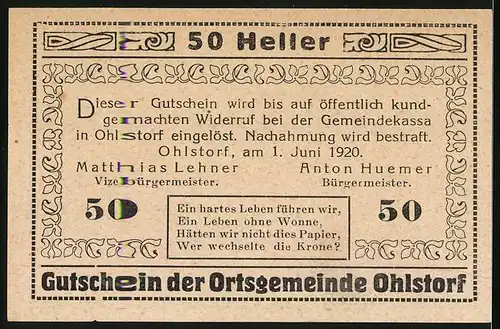 50 Heller
Dieser Gutschein wird bis auf öffentlich kund-
gemachten Widerruf bei der Gemeindekassa
in Ohlstorf eingelöst. Nachahmung wird bestraft.
Ohlstorf, am 1. Juni 1920.
Matthias Lehner Anton Huemer
Vizebürgermeister. Bürgermeister.
50 50
Ein hartes Leben führen wir,
Ein Leben ohne Wonne,
Hätten wir nicht dies Papier,
Wer wechselte die Krone?
Gutschein der Ortsgemeinde Ohlstorf